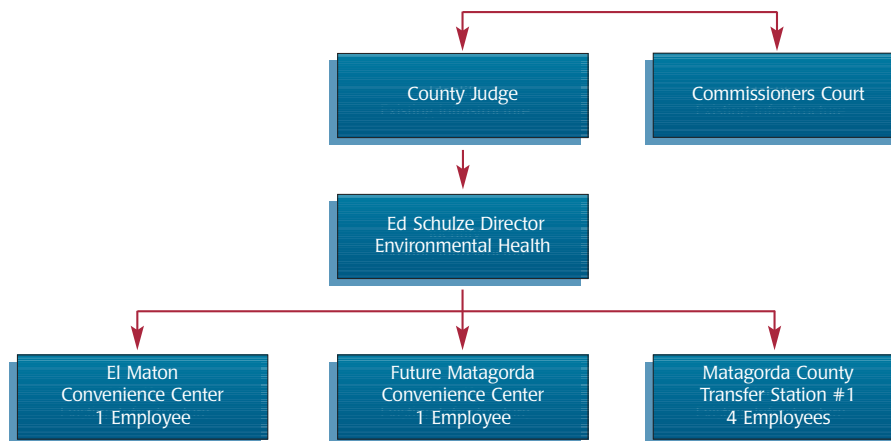 County Judge
Commissioners Court
Ed Schulze Director
Environmental Health
El Maton
Convenience Center
1 Employee
Future Matagorda
Convenience Center
1 Employee
Matagorda County
Transfer Station #1
4 Employees